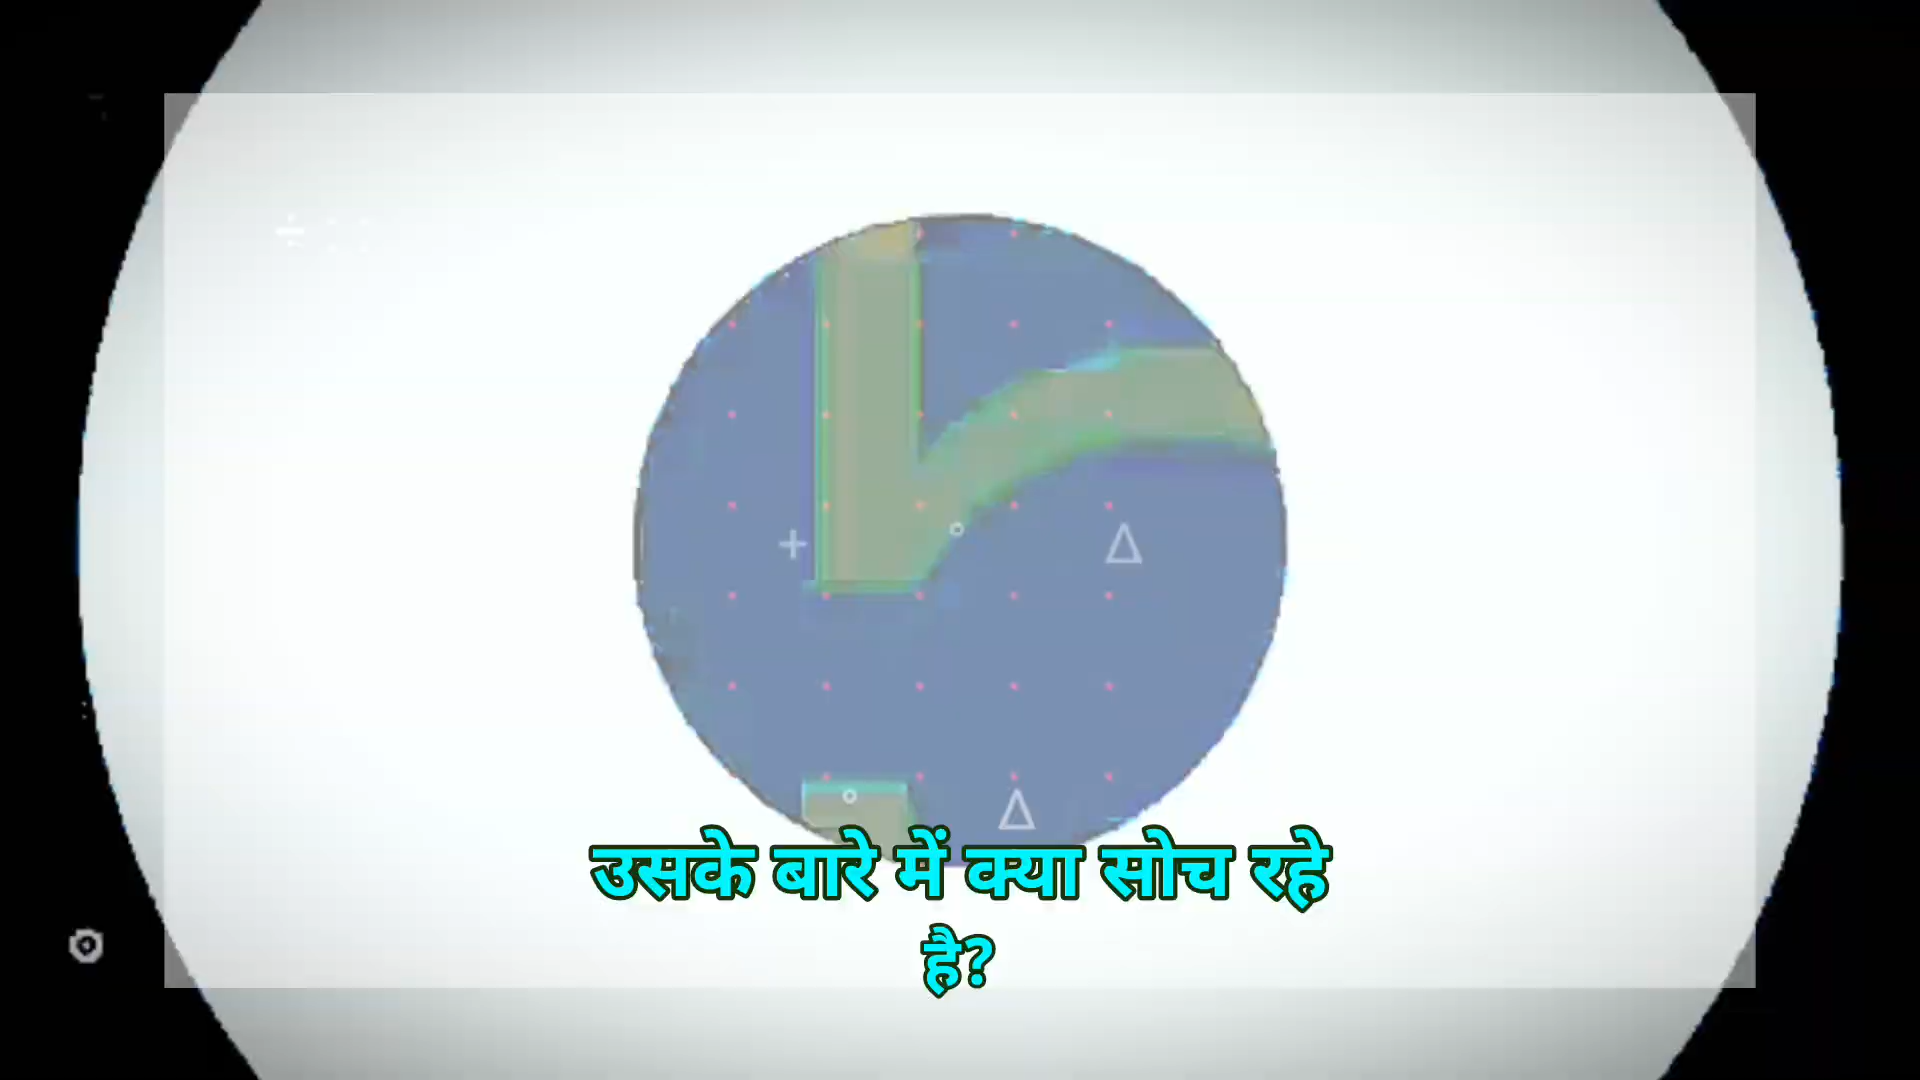 उसके बारे में क्या सोच रहे
है?